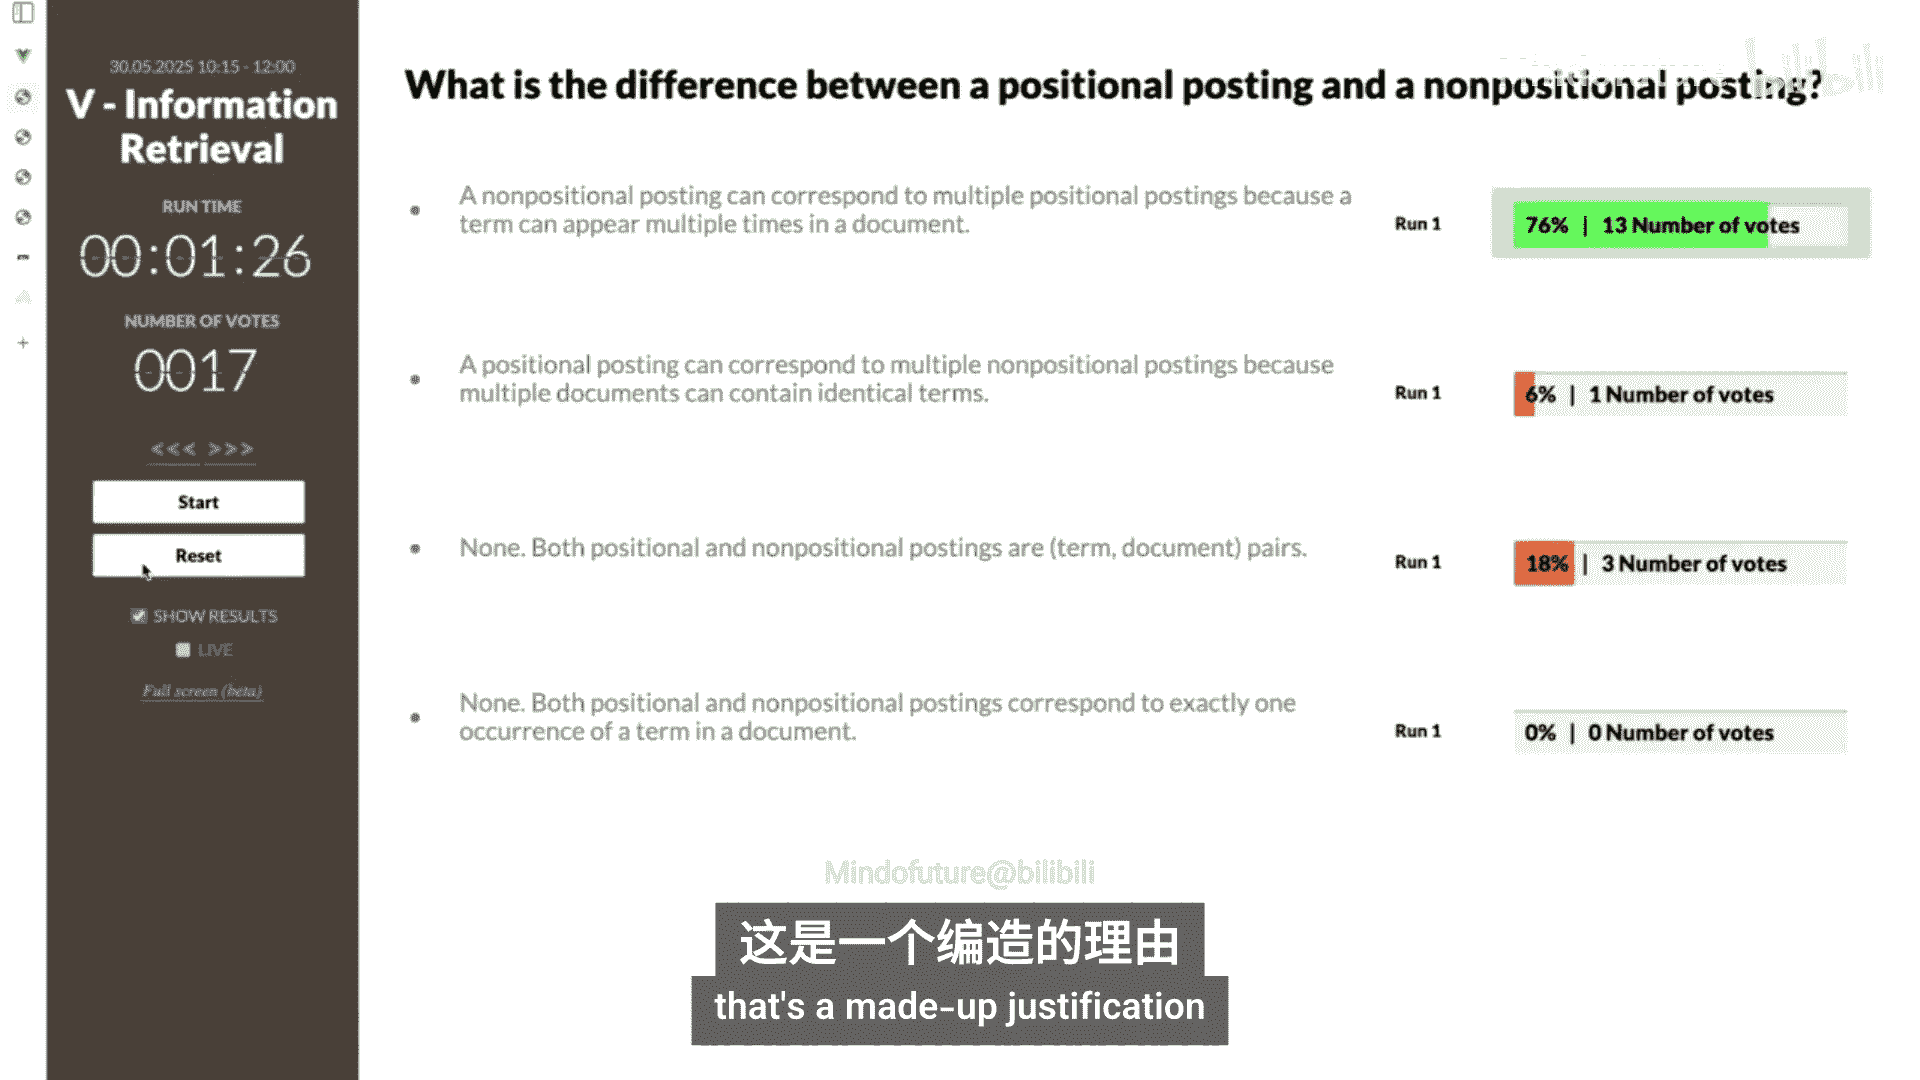 30.05.2025 10:15 - 12:00
V - Information
Retrieval
RUN TIME
00:01:26
NUMBER OF VOTES
0017
<<< >>>
Start
Reset
SHOW RESULTS
LIVE
Full screen (beta)
What is the difference between a positional posting and a nonpositional posting?
A nonpositional posting can correspond to multiple positional postings because a
term can appear multiple times in a document.
Run 1
76% | 13 Number of votes
A positional posting can correspond to multiple nonpositional postings because
multiple documents can contain identical terms.
Run 1
6% | 1 Number of votes
None. Both positional and nonpositional postings are (term, document) pairs.
Run 1
18% | 3 Number of votes
None. Both positional and nonpositional postings correspond to exactly one
occurrence of a term in a document.
Run 1
0% | 0 Number of votes
Mindofuture@bilibili
这是一个编造的理由
that's a made-up justification